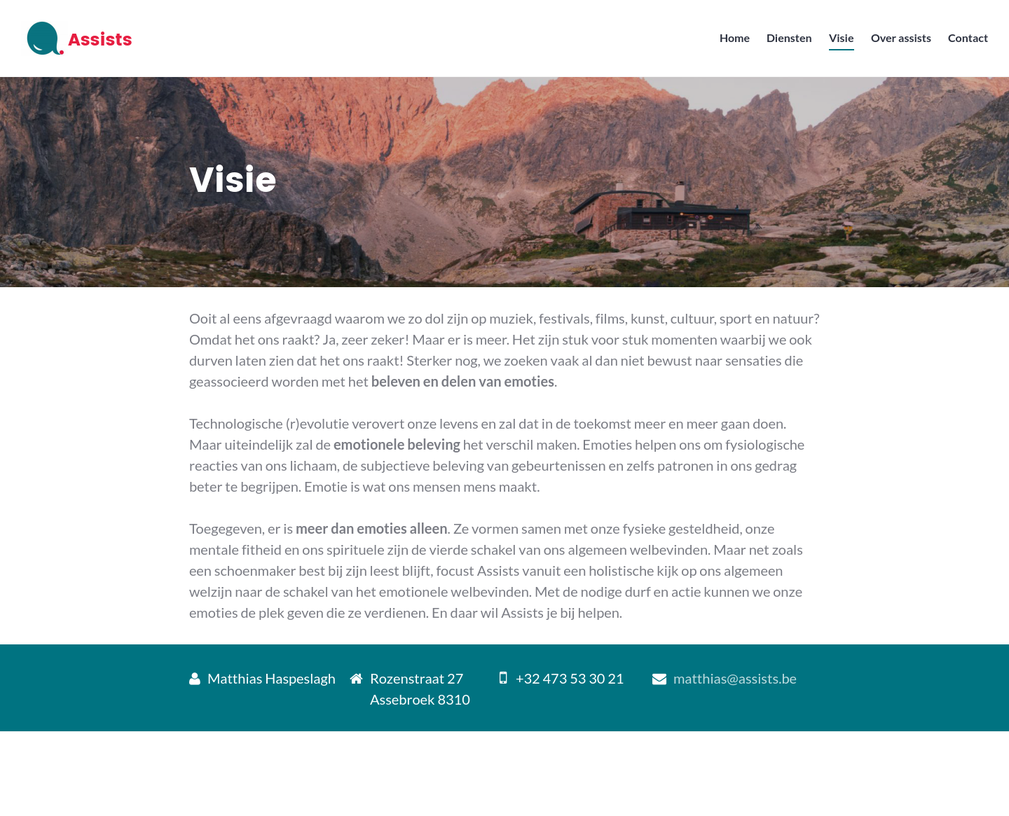 Assists
Home Diensten Visie Over assists Contact
Visie
Ooit al eens afgevraagd waarom we zo dol zijn op muziek, festivals, films, kunst, cultuur, sport en natuur?
Omdat het ons raakt? Ja, zeer zeker! Maar er is meer. Het zijn stuk voor stuk momenten waarbij we ook
durven laten zien dat het ons raakt! Sterker nog, we zoeken vaak al dan niet bewust naar sensaties die
geassocieerd worden met het beleven en delen van emoties.
Technologische (r)evolutie verovert onze levens en zal dat in de toekomst meer en meer gaan doen.
Maar uiteindelijk zal de emotionele beleving het verschil maken. Emoties helpen ons om fysiologische
reacties van ons lichaam, de subjectieve beleving van gebeurtenissen en zelfs patronen in ons gedrag
beter te begrijpen. Emotie is wat ons mensen mens maakt.
Toegegeven, er is meer dan emoties alleen. Ze vormen samen met onze fysieke gesteldheid, onze
mentale fitheid en ons spirituele zijn de vierde schakel van ons algemeen welbevinden. Maar net zoals
een schoenmaker best bij zijn leest blijft, focust Assists vanuit een holistische kijk op ons algemeen
welzijn naar de schakel van het emotionele welbevinden. Met de nodige durf en actie kunnen we onze
emoties de plek geven die ze verdienen. En daar wil Assists je bij helpen.
Matthias Haspeslagh Rozenstraat 27 +32 473 53 30 21 matthias@assists.be
Assebroek 8310